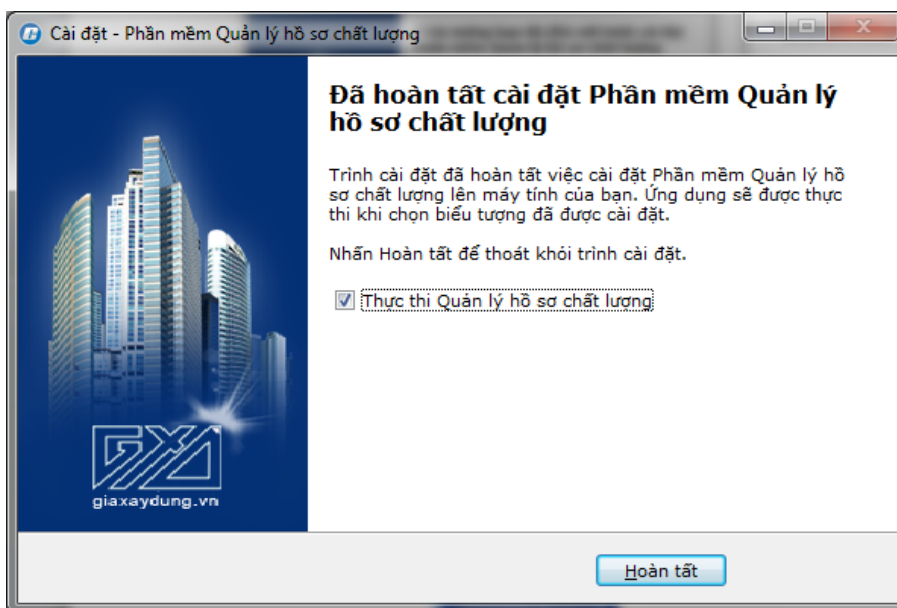 Cài đặt - Phần mềm Quản lý hồ sơ chất lượng
Đã hoàn tất cài đặt Phần mềm Quản lý
hồ sơ chất lượng
Trình cài đặt đã hoàn tất việc cài đặt Phần mềm Quản lý hồ
sơ chất lượng lên máy tính của bạn. Ứng dụng sẽ được thực
thi khi chọn biểu tượng đã được cài đặt.
Nhấn Hoàn tất để thoát khỏi trình cài đặt.
Thực thi Quản lý hồ sơ chất lượng
GXD
giaxaydung.vn
Hoàn tất